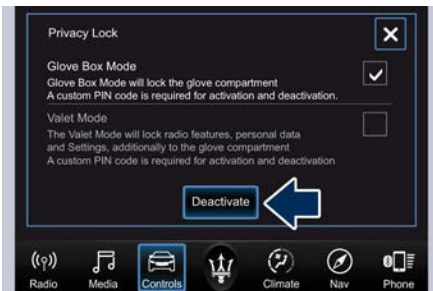 Privacy Lock
Glove Box Mode
Glove Box Mode will lock the glove compartment
A custom PIN code is required for activation and deactivation.
Valet Mode
The Valet Mode will lock radio features, personal data
and Settings, additionally to the glove compartment
A custom PIN code is required for activation and deactivation
Deactivate
Radio Media Controls Climate Nav Phone